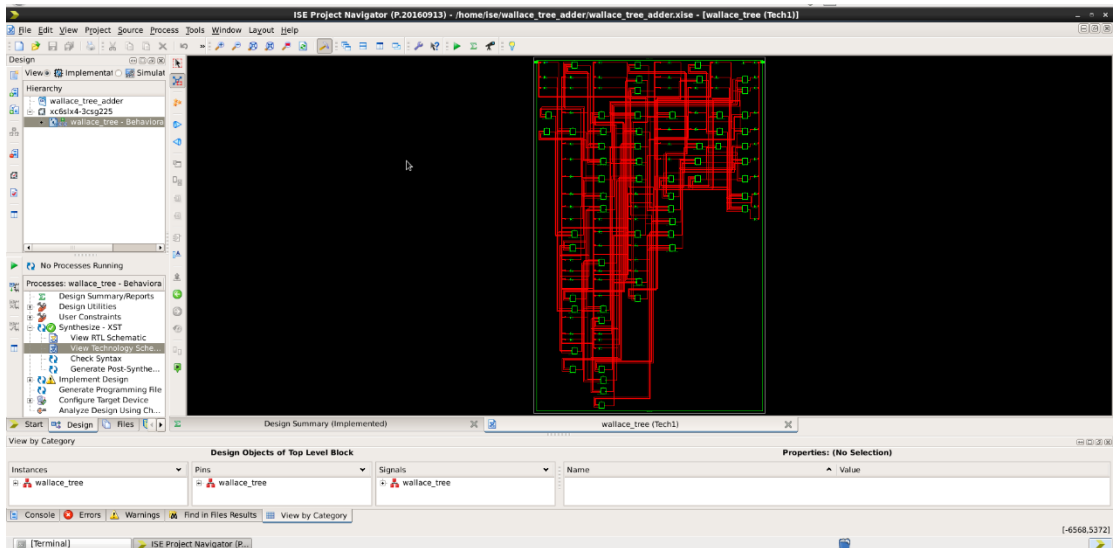 ISE Project Navigator (P.20160913) - /home/ise/wallace_tree_adder/wallace_tree_adder.xise - [wallace_tree (Tech1)]
File Edit View Project Source Process Tools Window Layout Help
Design
View Implementat Simulat
Hierarchy
wallace_tree_adder
xc6slx4-3csg225
wallace_tree - Behaviora
No Processes Running
Processes: wallace_tree - Behaviora
Design Summary/Reports
Design Utilities
User Constraints
Synthesize - XST
View RTL Schematic
View Technology Sche...
Check Syntax
Generate Post-Synthe...
Implement Design
Generate Programming File
Configure Target Device
Analyze Design Using Ch...
Start Design Files
Design Summary (Implemented) wallace_tree (Tech1)
View by Category
Design Objects of Top Level Block Properties: (No Selection)
Instances Pins Signals Name Value
wallace_tree wallace_tree wallace_tree
Console Errors Warnings Find in Files Results View by Category
[-6568,5372]
[Terminal] ISE Project Navigator (P...